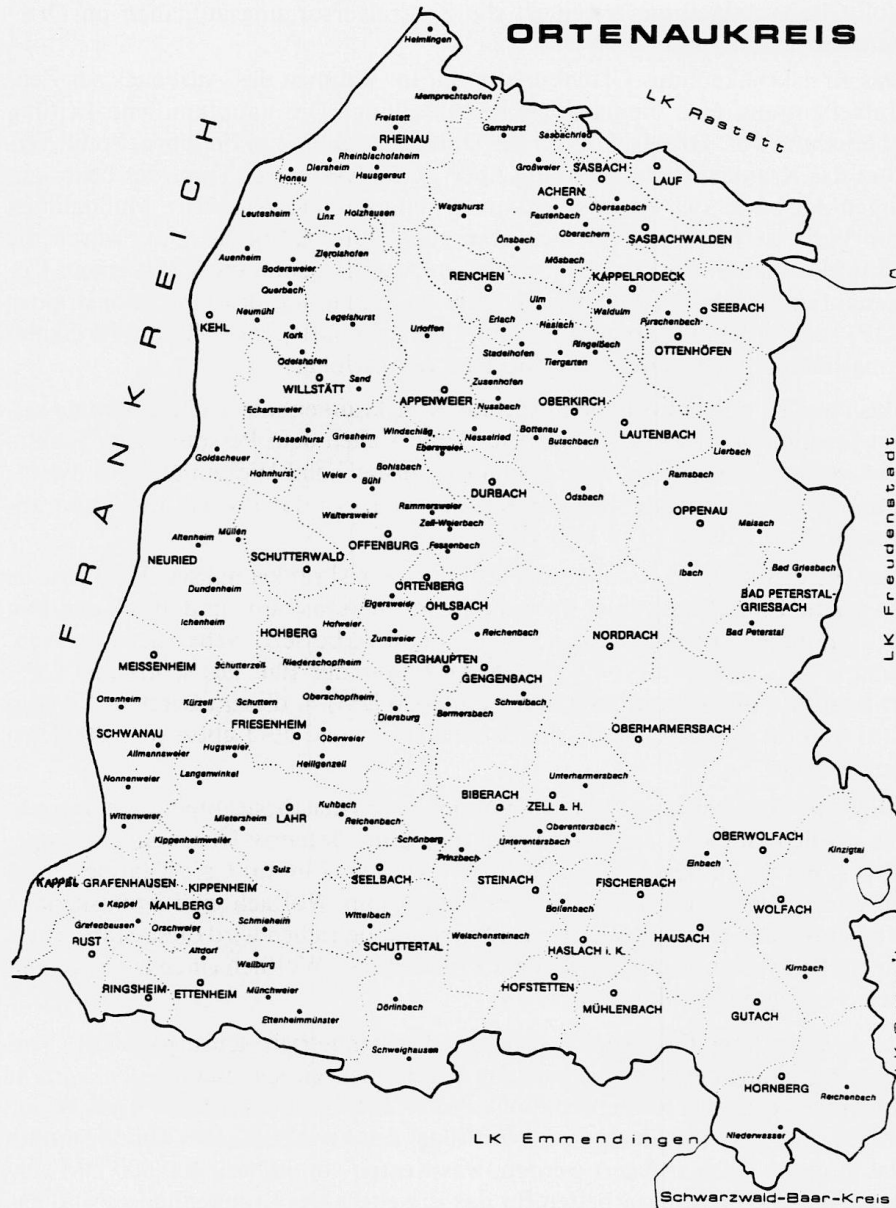 ORTENAUKREIS
Helmlingen
Memprechtshofen
LK Rastatt
Freistett
RHEINAU
Gamshurst
Sasbachried
Rheinbischofsheim
Diersheim
Hausgereut
Honau
Großweier
SASBACH
LAUF
ACHERN
Leutesheim
Linx
Holzhausen
Wagshurst
Fautenbach
Obersasbach
Oberachern
SASBACHWALDEN
Auenheim
Zierolshofen
Bodersweier
Önsbach
Mösbach
Querbach
RENCHEN
KAPPELRODECK
FRANKREICH
KEHL
Neumühl
Kork
Legelshurst
Urloffen
Ulm
Erlach
Haslach
Waldulm
Furschenbach
SEEBACH
OTTENHÖFEN
Odelshofen
Stadelhofen
Tiergarten
Ringelbach
WILLSTÄTT
Sand
Zusenhofen
APPENWEIER
Nussbach
OBERKIRCH
Eckartsweier
LAUTENBACH
Hesselhurst
Griesheim
Windschläg
Ebersweier
Nesselried
Bottenau
Butschbach
Lierbach
Goldscheuer
Hohnhurst
Weier
Bohlsbach
Bühl
DURBACH
Ödsbach
Ramsbach
LK Freudenstadt
Waltersweier
Rammersweier
Zell-Weierbach
OPPENAU
Maisach
Altenheim
Müllen
OFFENBURG
Fessenbach
NEURIED
SCHUTTERWALD
ORTENBERG
Ibach
Bad Griesbach
Dundenheim
Elgersweier
OHLSBACH
BAD PETERSTAL-
GRIESBACH
Ichenheim
HOHBERG
Hofweier
Zunsweier
Reichenbach
NORDRACH
Bad Peterstal
MEISSENHEIM
Schutterzell
Niederschopfheim
BERGHAUPTEN
GENGENBACH
Ottenheim
Kürzell
Schuttern
Oberschopfheim
Diersburg
Bermersbach
Schwaibach
SCHWANAU
FRIESENHEIM
Oberweier
OBERHARMERSBACH
Allmannsweier
Hugsweier
Heiligenzell
Nonnenweier
Langenwinkel
Unterharmersbach
BIBERACH
ZELL a. H.
Wittenweier
Mietersheim
LAHR
Kuhbach
Reichenbach
Kippenheimweiler
Schönberg
Prinzbach
Unterentersbach
Oberentersbach
OBERWOLFACH
Einbach
Kinzigtal
Sulz
KAPPEL GRAFENHAUSEN
KIPPENHEIM
SEELBACH
STEINACH
FISCHERBACH
Kappel
MAHLBERG
Bollenbach
WOLFACH
Grafenhausen
Orschweier
Schmieheim
Wittelbach
Welschensteinach
HAUSACH
RUST
Altdorf
Wallburg
SCHUTTERTAL
HASLACH i. K.
Kirnbach
RINGSHEIM
ETTENHEIM
Münchweier
HOFSTETTEN
MÜHLENBACH
GUTACH
Ettenheimmünster
Dörlinbach
Schweighausen
HORNBERG
Reichenbach
LK Emmendingen
Niederwasser
Schwarzwald-Baar-Kreis